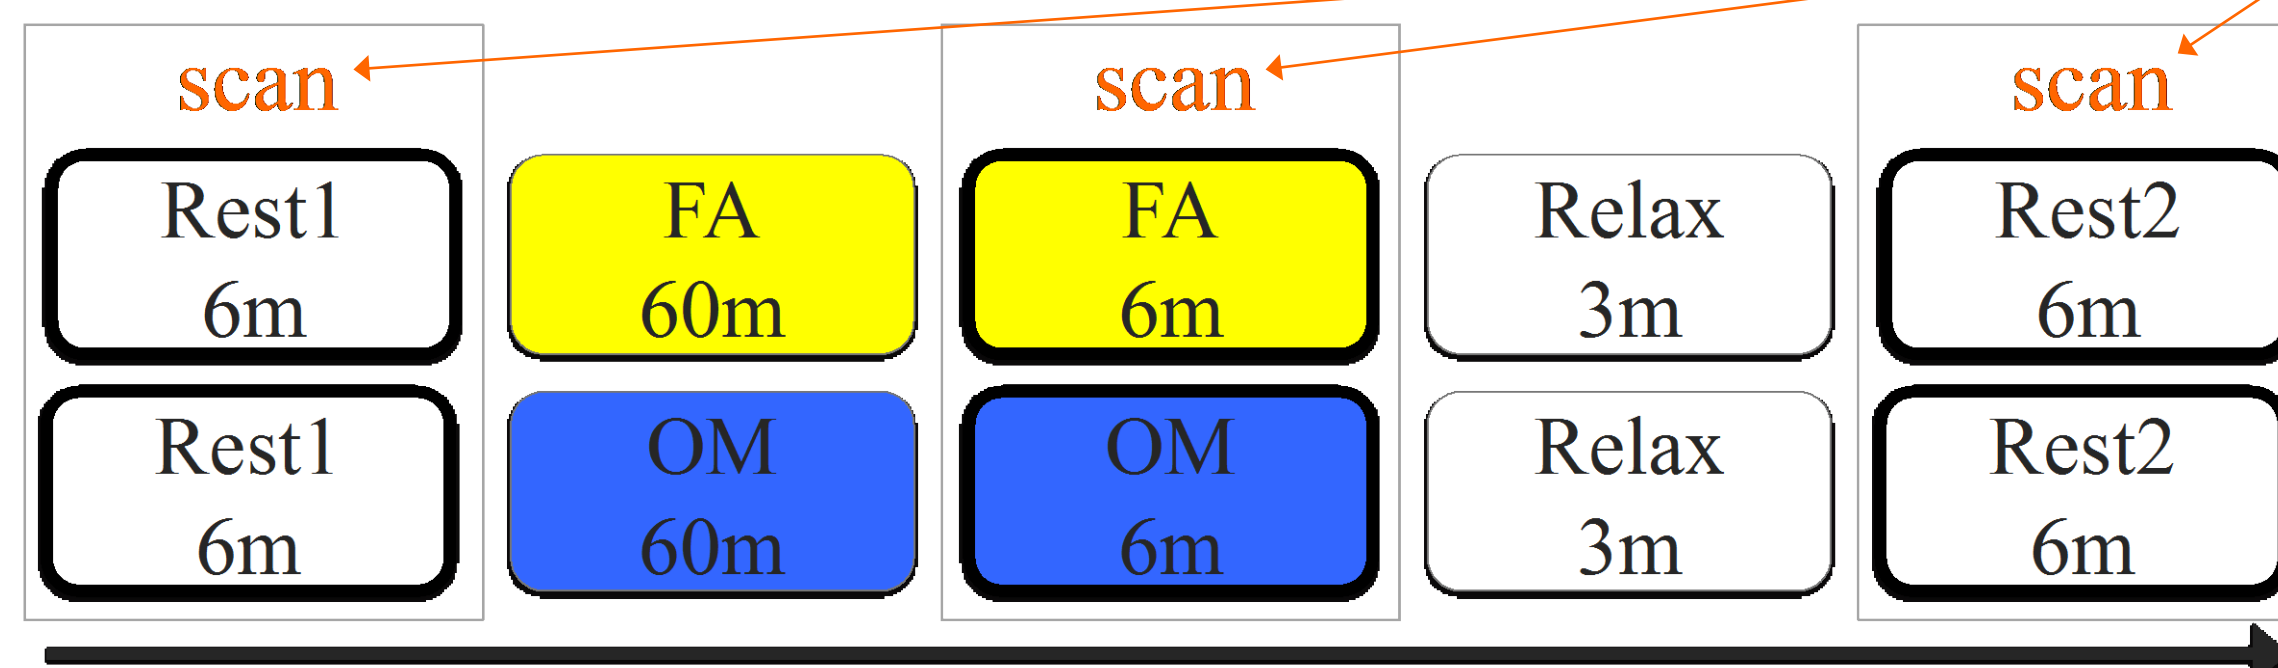 scan
scan
scan
Rest1
6m
FA
60m
FA
6m
Relax
3m
Rest2
6m
Rest1
6m
OM
60m
OM
6m
Relax
3m
Rest2
6m